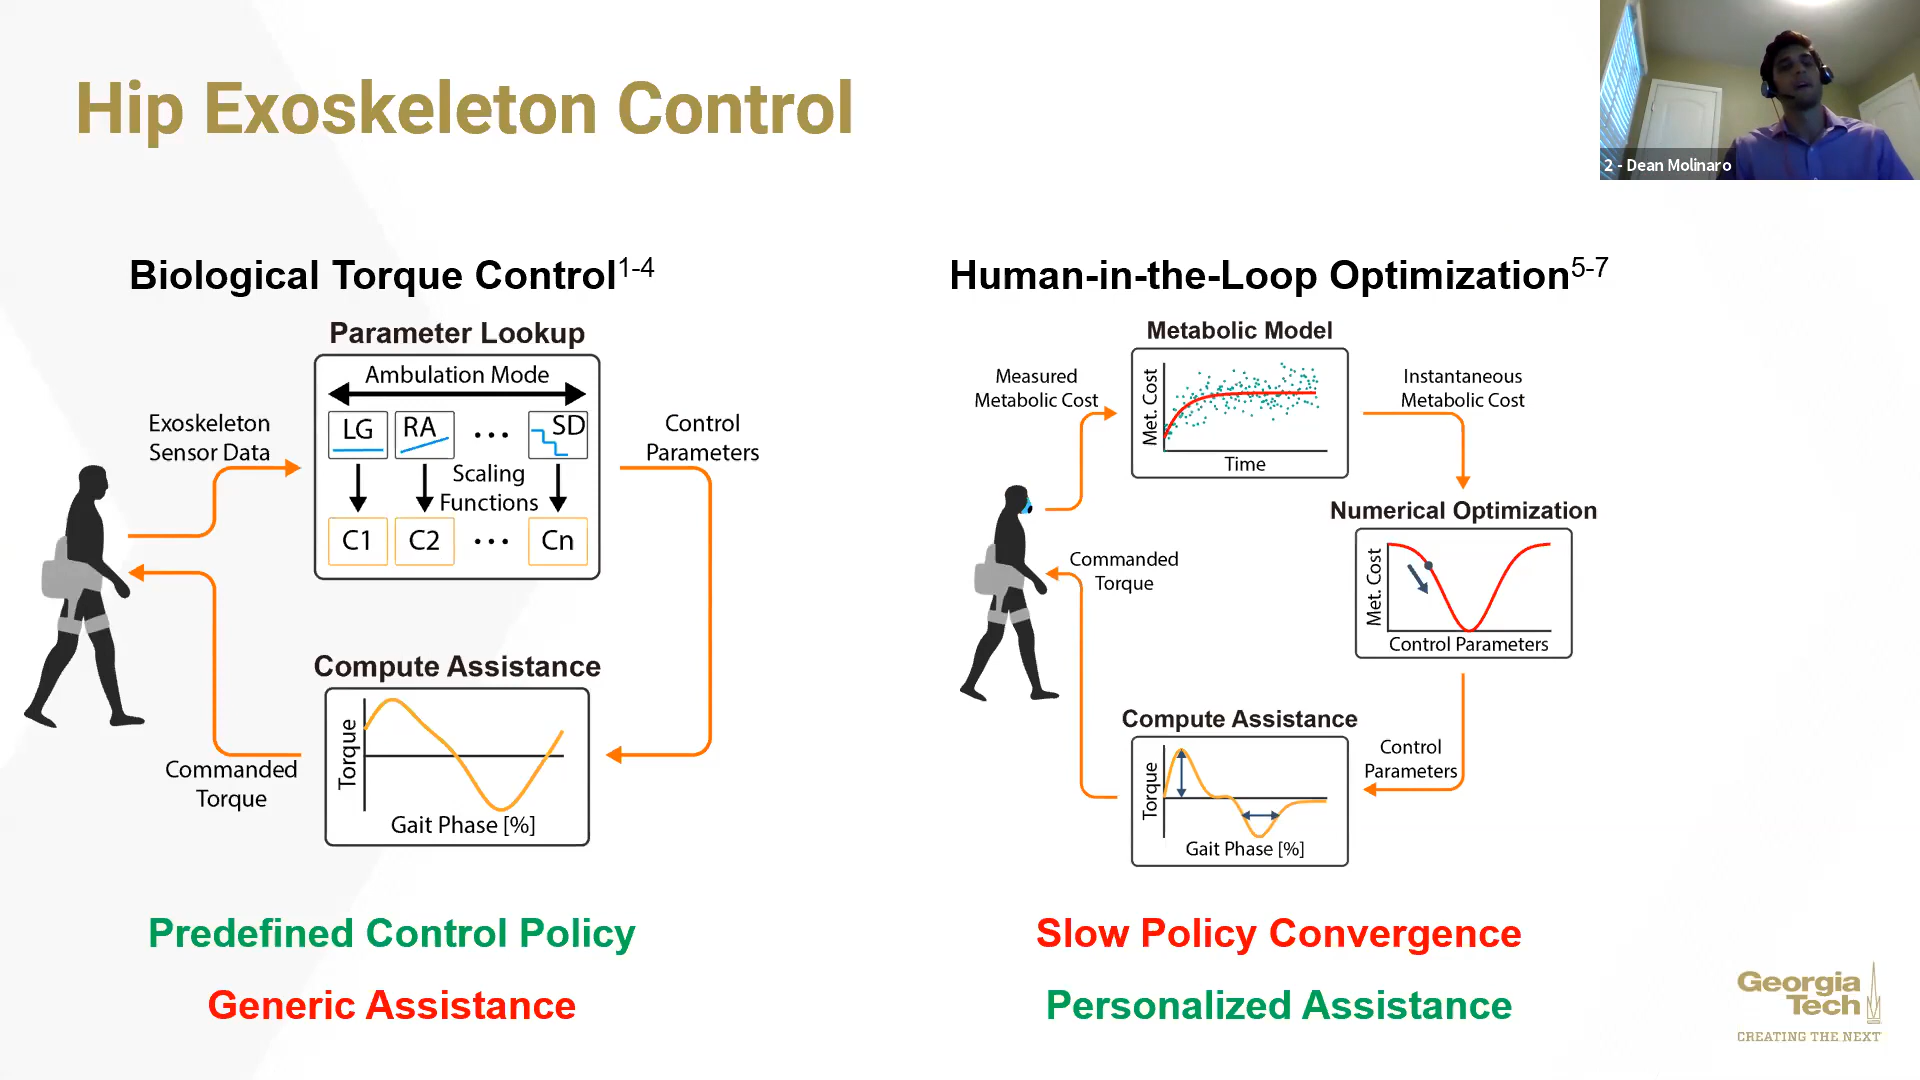 Hip Exoskeleton Control
2 - Dean Molinaro
Biological Torque Control1-4
Parameter Lookup
Ambulation Mode
LG RA ... SD
Scaling
Functions
C1 C2 ... Cn
Exoskeleton
Sensor Data
Control
Parameters
Compute Assistance
Torque
Gait Phase [%]
Commanded
Torque
Predefined Control Policy
Generic Assistance
Human-in-the-Loop Optimization5-7
Metabolic Model
Met. Cost
Time
Measured
Metabolic Cost
Instantaneous
Metabolic Cost
Numerical Optimization
Met. Cost
Control Parameters
Commanded
Torque
Compute Assistance
Torque
Gait Phase [%]
Control
Parameters
Slow Policy Convergence
Personalized Assistance
Georgia
Tech
CREATING THE NEXT